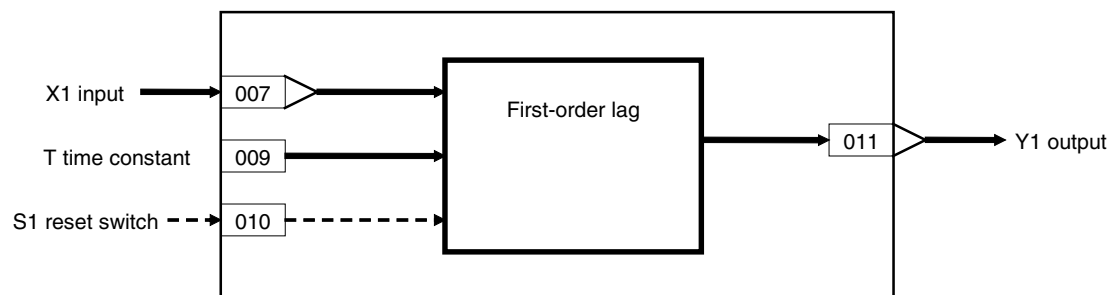 X1 input
007
First-order lag
T time constant
009
011
Y1 output
S1 reset switch
010